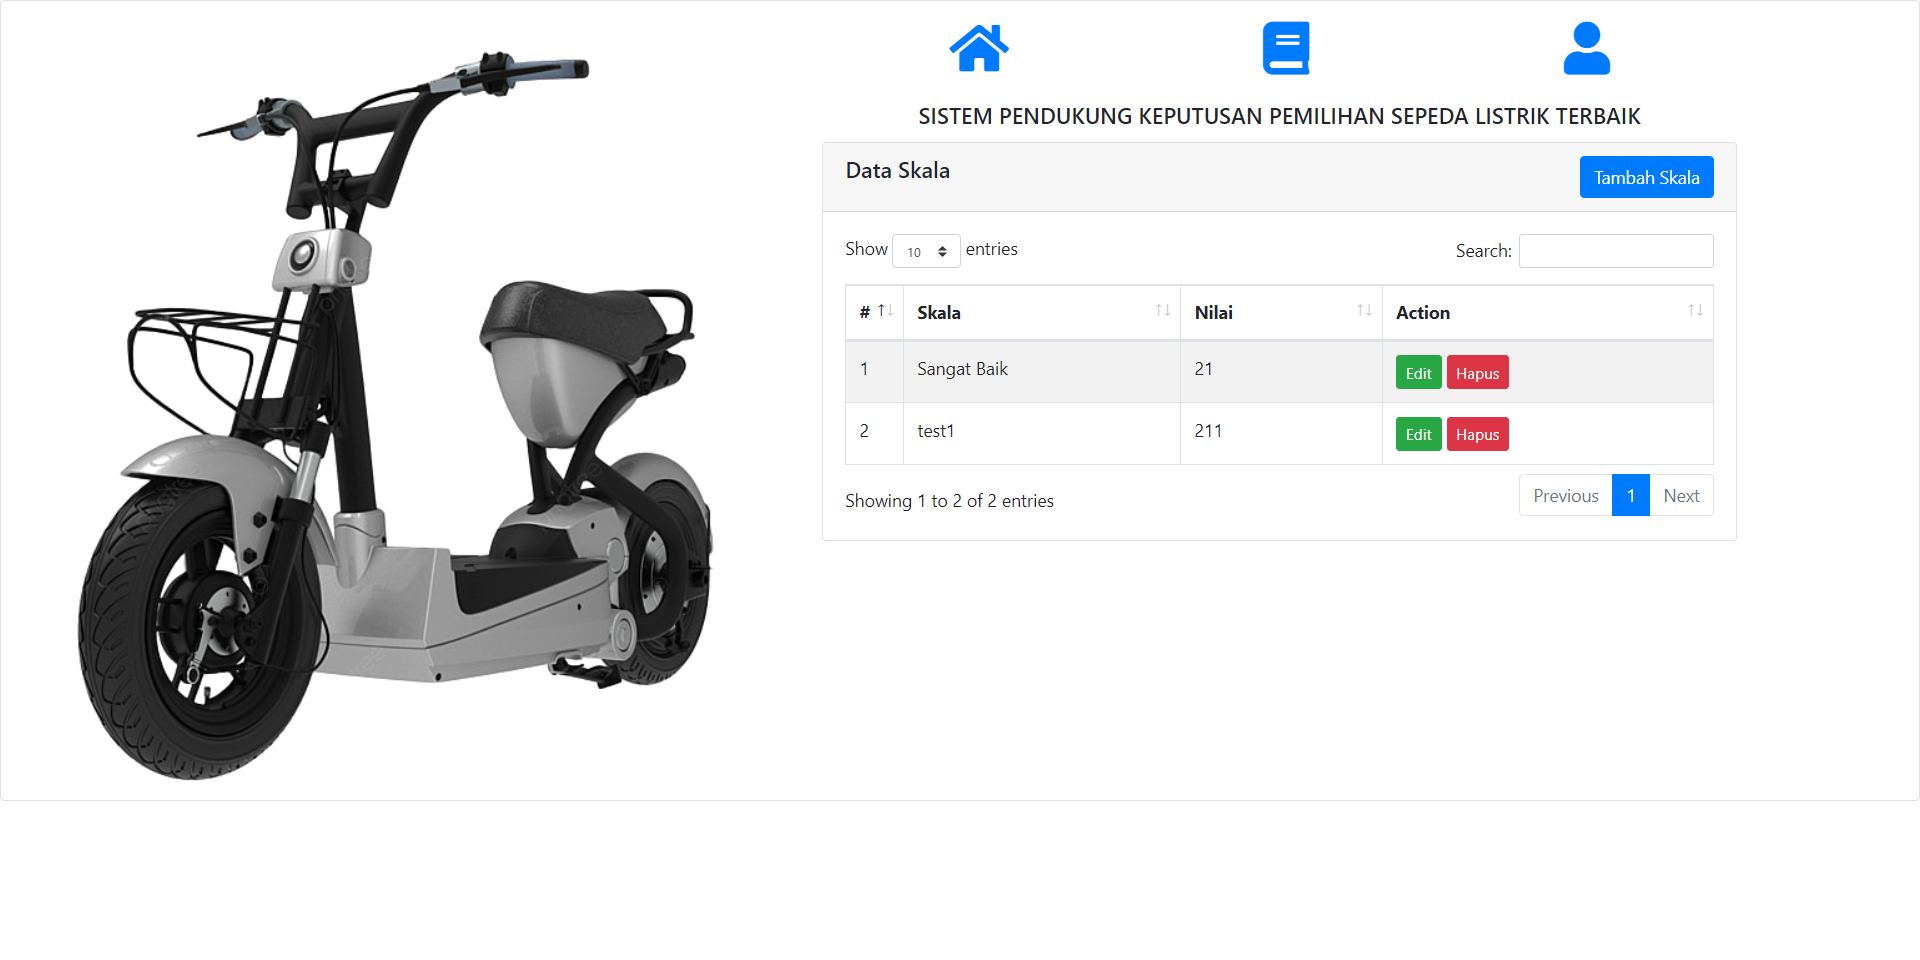 SISTEM PENDUKUNG KEPUTUSAN PEMILIHAN SEPEDA LISTRIK TERBAIK
Data Skala
Tambah Skala
Show 10 entries
Search:
# Skala Nilai Action
1 Sangat Baik 21 Edit Hapus
2 test1 211 Edit Hapus
Showing 1 to 2 of 2 entries
Previous 1 Next